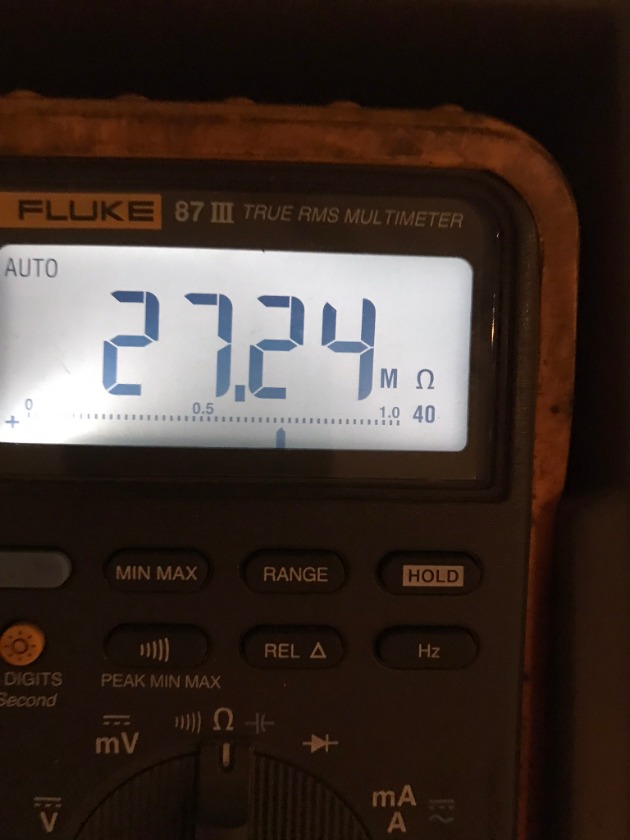 FLUKE 87 III TRUE RMS MULTIMETER
AUTO
27.24 M Ω
0 0.5 1.0 40
+
MIN MAX RANGE HOLD
REL Δ Hz
DIGITS PEAK MIN MAX
Second
mV Ω
V mA
A